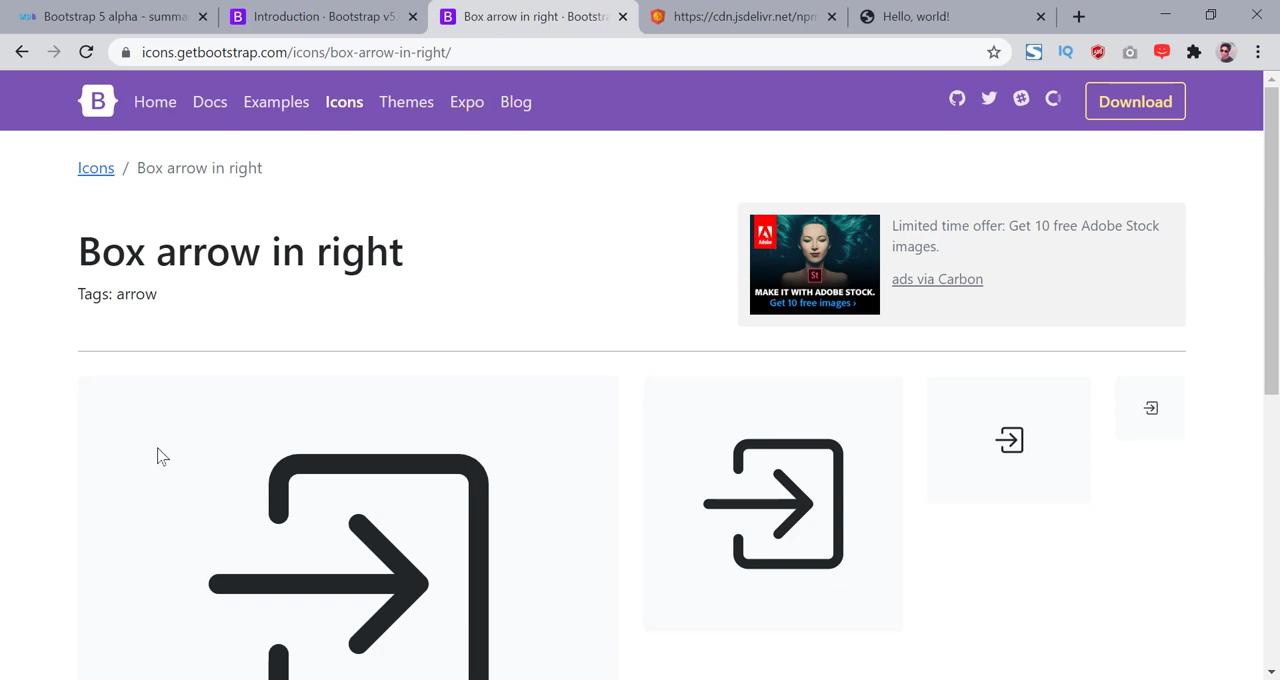 Bootstrap 5 alpha - summa
Introduction · Bootstrap v5.
Box arrow in right · Bootstra
https://cdn.jsdelivr.net/npm
Hello, world!
icons.getbootstrap.com/icons/box-arrow-in-right/
IQ
B Home Docs Examples Icons Themes Expo Blog
Download
Icons / Box arrow in right
Box arrow in right
Tags: arrow
Adobe
St
MAKE IT WITH ADOBE STOCK.
Get 10 free images ›
Limited time offer: Get 10 free Adobe Stock
images.
ads via Carbon